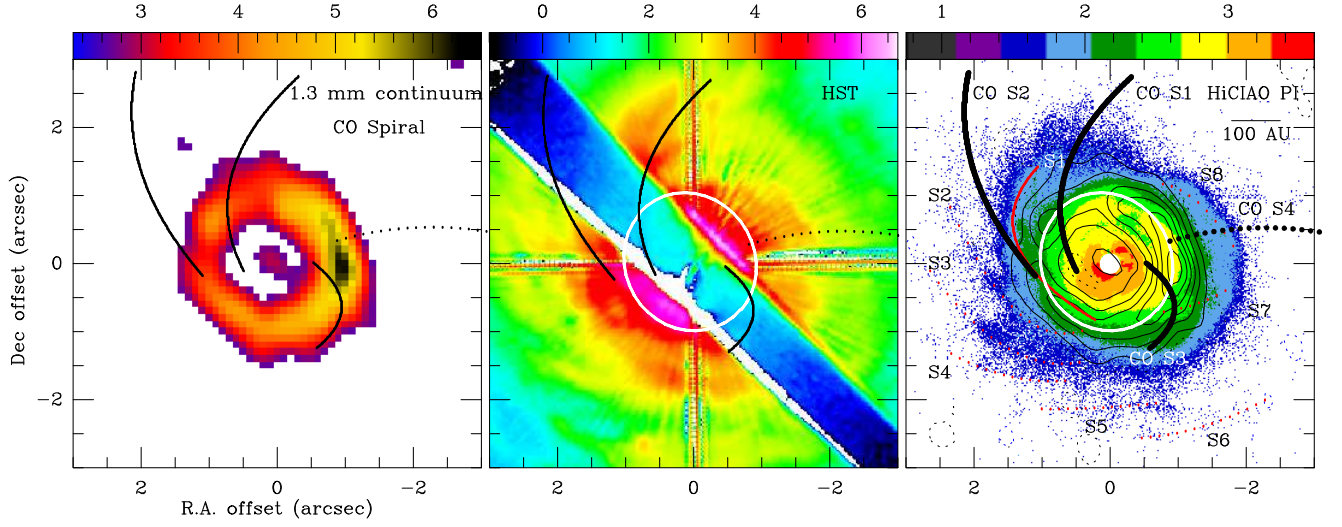 3 4 5 6 0 2 4 6 1 2 3
1.3 mm continuum
CO Spiral
HST
CO S2 CO S1 HiCIAO PI
100 AU
S1
S8
S2
CO S4
S3
S7
CO S3
S4
S5
S6
2
0
−2
Dec offset (arcsec)
2 0 −2 2 0 −2 2 0 −2
R.A. offset (arcsec)